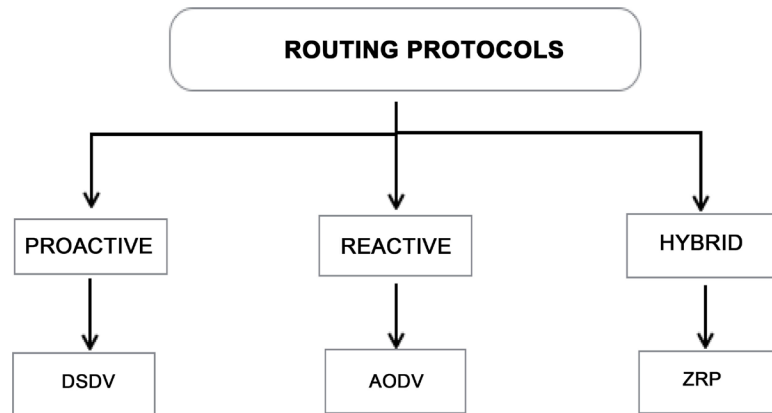 ROUTING PROTOCOLS
PROACTIVE
REACTIVE
HYBRID
DSDV
AODV
ZRP